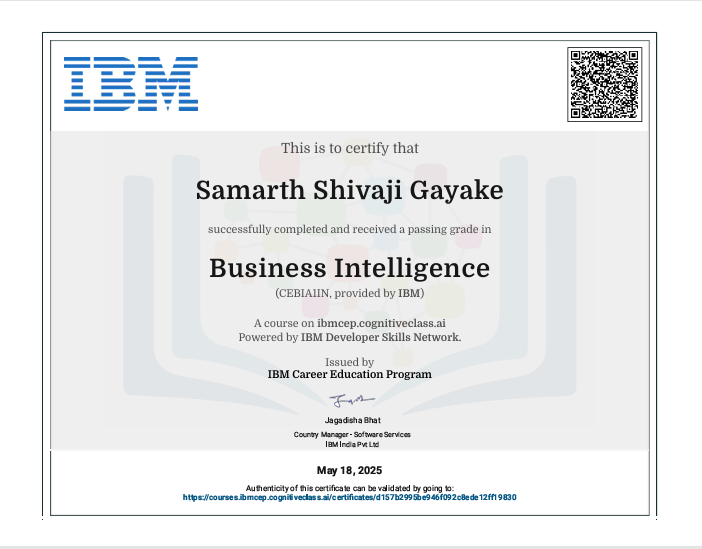 IBM
This is to certify that
Samarth Shivaji Gayake
successfully completed and received a passing grade in
Business Intelligence
(CEBIA1IN, provided by IBM)
A course on ibmcep.cognitiveclass.ai
Powered by IBM Developer Skills Network.
Issued by
IBM Career Education Program
Jagadisha Bhat
Country Manager - Software Services
IBM India Pvt Ltd
May 18, 2025
Authenticity of this certificate can be validated by going to:
https://courses.ibmcep.cognitiveclass.ai/certificates/d157b2995be946f092c8ede12ff19830